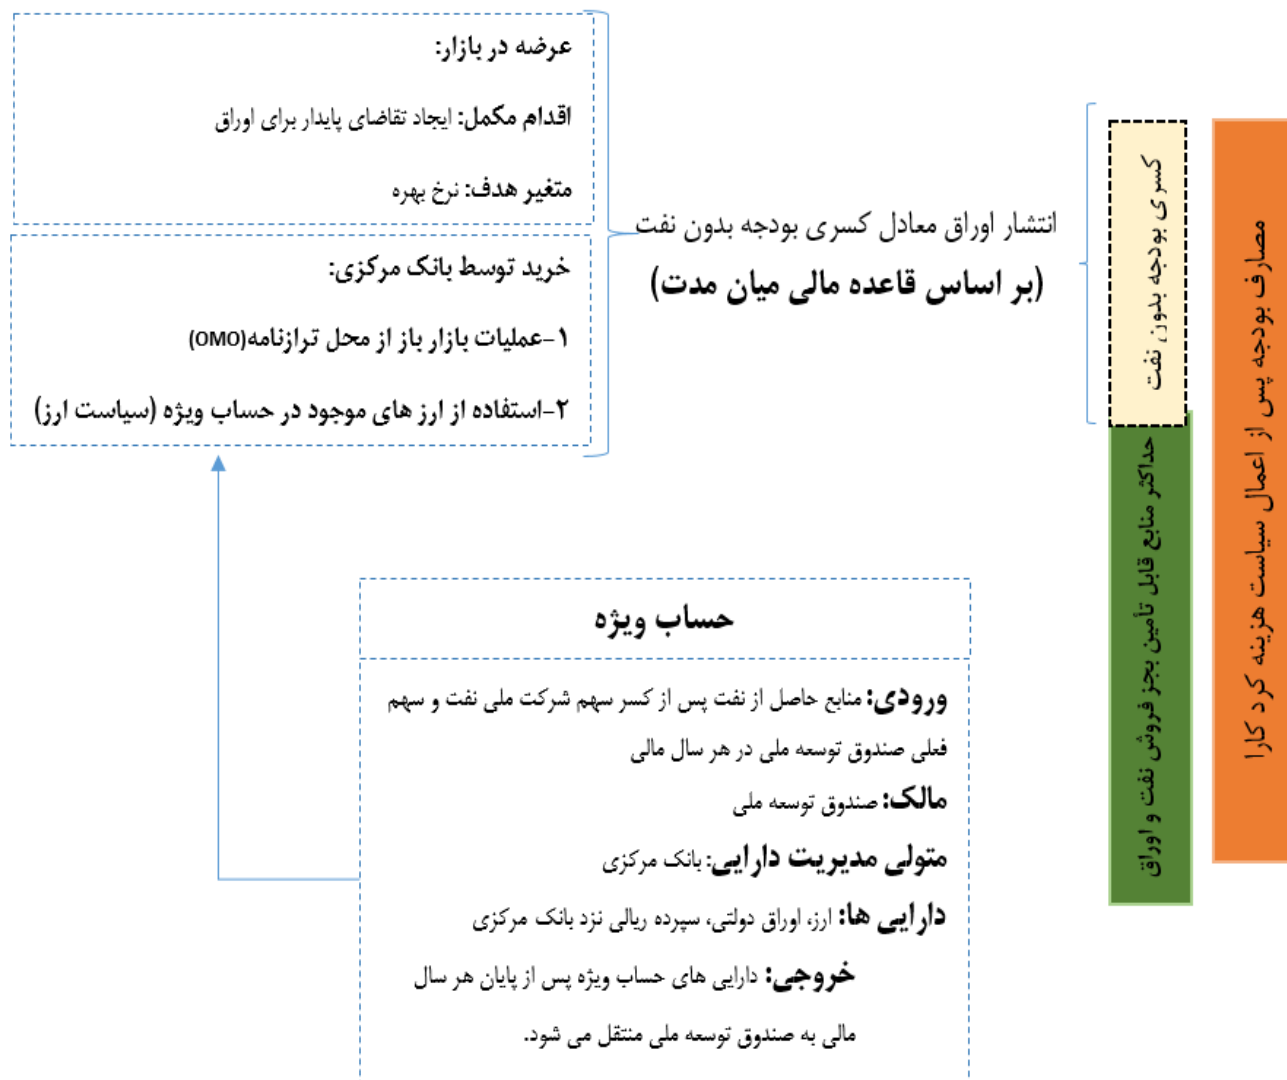 مصارف بودجه پس از اعمال سیاست هزینه کرد کارا
کسری بودجه بدون نفت
حداکثر منابع قابل تأمین بجز فروش نفت و اوراق
انتشار اوراق معادل کسری بودجه بدون نفت
(بر اساس قاعده مالی میان مدت)
عرضه در بازار:
اقدام مکمل: ایجاد تقاضای پایدار برای اوراق
متغیر هدف: نرخ بهره
خرید توسط بانک مرکزی:
۱-عملیات بازار باز از محل ترازنامه(OMO)
۲-استفاده از ارز های موجود در حساب ویژه (سیاست ارز)
حساب ویژه
ورودی: منابع حاصل از نفت پس از کسر سهم شرکت ملی نفت و سهم
فعلی صندوق توسعه ملی در هر سال مالی
مالک: صندوق توسعه ملی
متولی مدیریت دارایی: بانک مرکزی
دارایی ها: ارز، اوراق دولتی، سپرده ریالی نزد بانک مرکزی
خروجی: دارایی های حساب ویژه پس از پایان هر سال
مالی به صندوق توسعه ملی منتقل می شود.